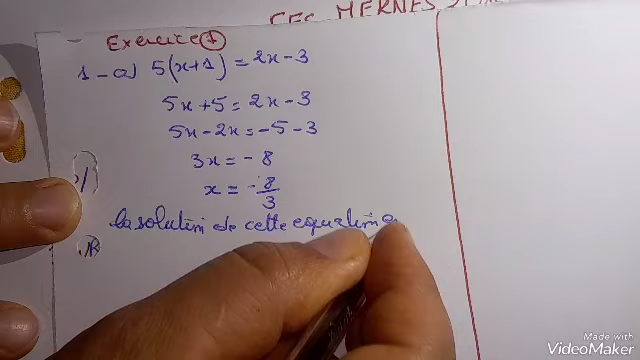 Exercice 1
1-a) 5(x+1) = 2x-3
5x+5 = 2x-3
5x-2x = -5-3
3x = -8
x = -8/3
la solution de cette equation e
Made with
VideoMaker